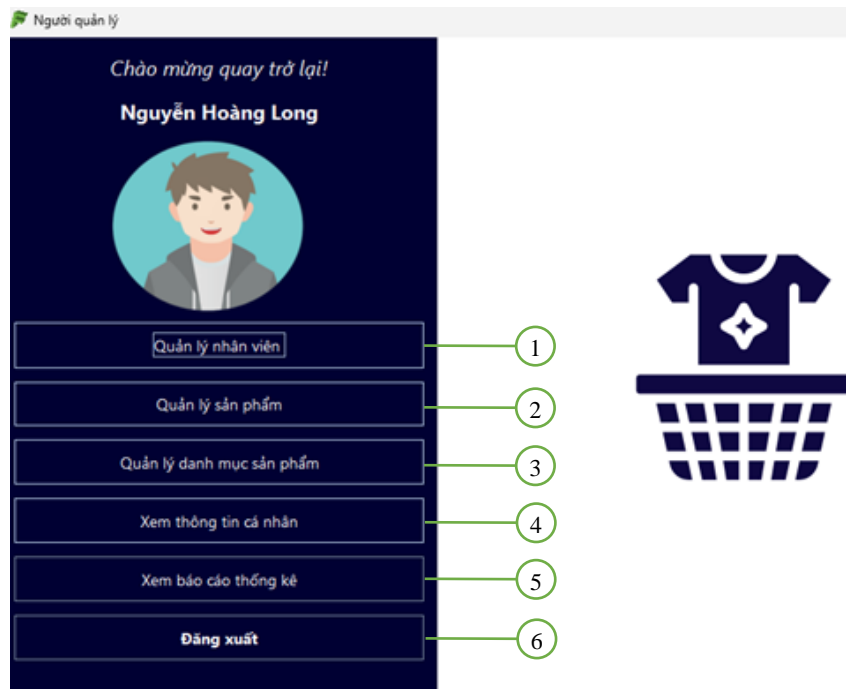 Người quản lý
Chào mừng quay trở lại!
Nguyễn Hoàng Long
Quản lý nhân viên
1
Quản lý sản phẩm
2
Quản lý danh mục sản phẩm
3
Xem thông tin cá nhân
4
Xem báo cáo thống kê
5
Đăng xuất
6